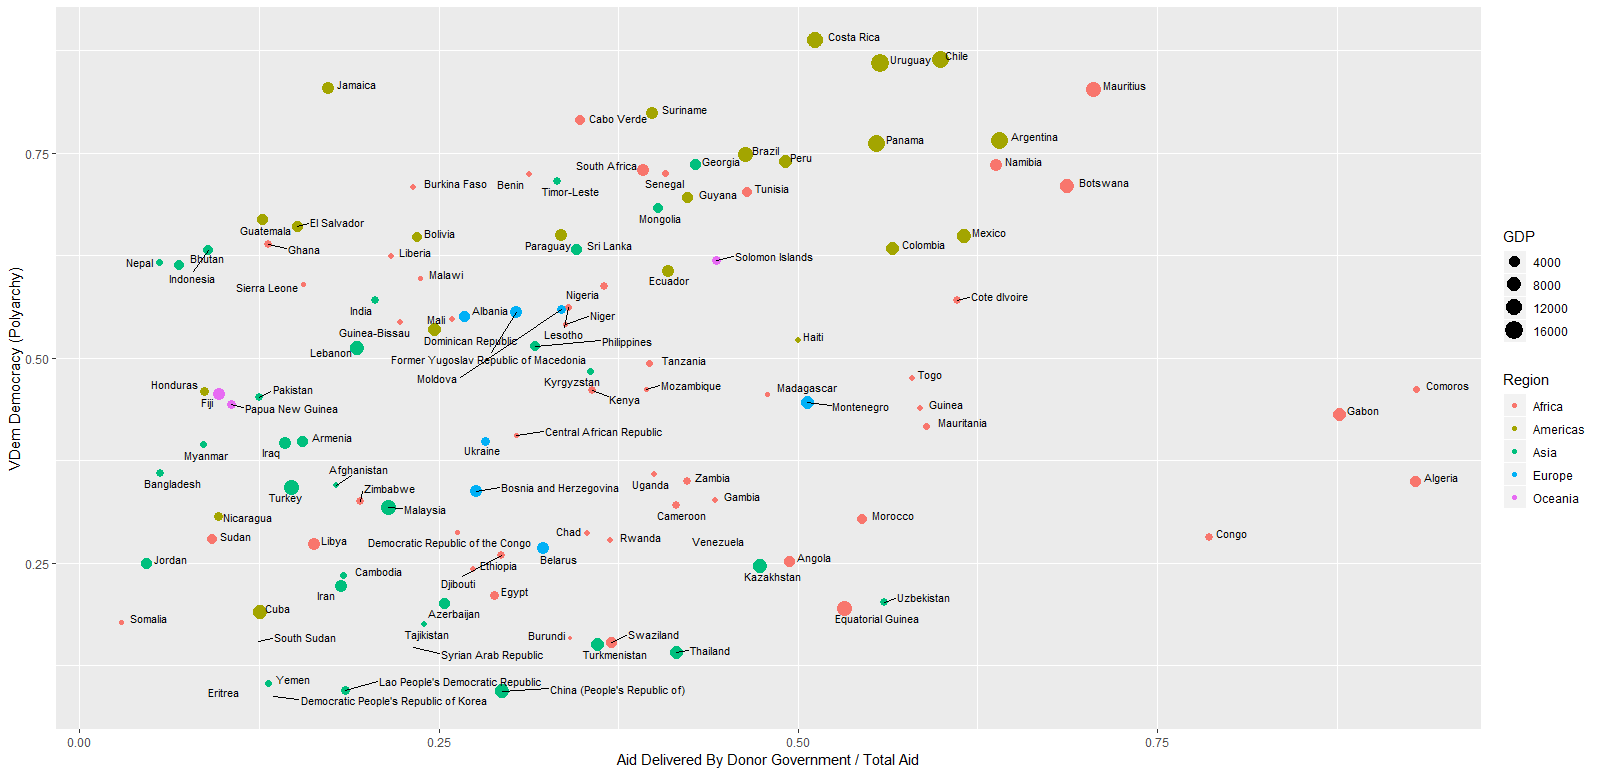 Costa Rica
Uruguay
Chile
Jamaica
Mauritius
Suriname
Cabo Verde
Argentina
Panama
Brazil
Peru
Georgia
Namibia
South Africa
Senegal
Botswana
Burkina Faso
Benin
Timor-Leste
Tunisia
Guyana
Mongolia
El Salvador
Guatemala
Bolivia
Mexico
Colombia
Paraguay
Sri Lanka
Ghana
Liberia
Bhutan
Solomon Islands
Nepal
Indonesia
Malawi
Ecuador
Sierra Leone
Nigeria
Cote dIvoire
India
Albania
Niger
Mali
Guinea-Bissau
Lesotho
Haiti
Dominican Republic
Philippines
Lebanon
Former Yugoslav Republic of Macedonia
Tanzania
Moldova
Kyrgyzstan
Togo
Honduras
Pakistan
Mozambique
Madagascar
Comoros
Kenya
Fiji
Papua New Guinea
Montenegro
Guinea
Gabon
Mauritania
Central African Republic
Armenia
Iraq
Ukraine
Myanmar
Afghanistan
Bangladesh
Zambia
Algeria
Uganda
Zimbabwe
Bosnia and Herzegovina
Turkey
Gambia
Malaysia
Cameroon
Morocco
Nicaragua
Sudan
Libya
Chad
Rwanda
Congo
Democratic Republic of the Congo
Venezuela
Jordan
Belarus
Angola
Ethiopia
Cambodia
Kazakhstan
Djibouti
Iran
Egypt
Uzbekistan
Cuba
Azerbaijan
Equatorial Guinea
Somalia
Tajikistan
South Sudan
Burundi
Swaziland
Syrian Arab Republic
Turkmenistan
Thailand
Yemen
Lao People's Democratic Republic
Eritrea
China (People's Republic of)
Democratic People's Republic of Korea
0.75
0.50
0.25
VDem Democracy (Polyarchy)
0.00
0.25
0.50
0.75
Aid Delivered By Donor Government / Total Aid
GDP
4000
8000
12000
16000
Region
Africa
Americas
Asia
Europe
Oceania